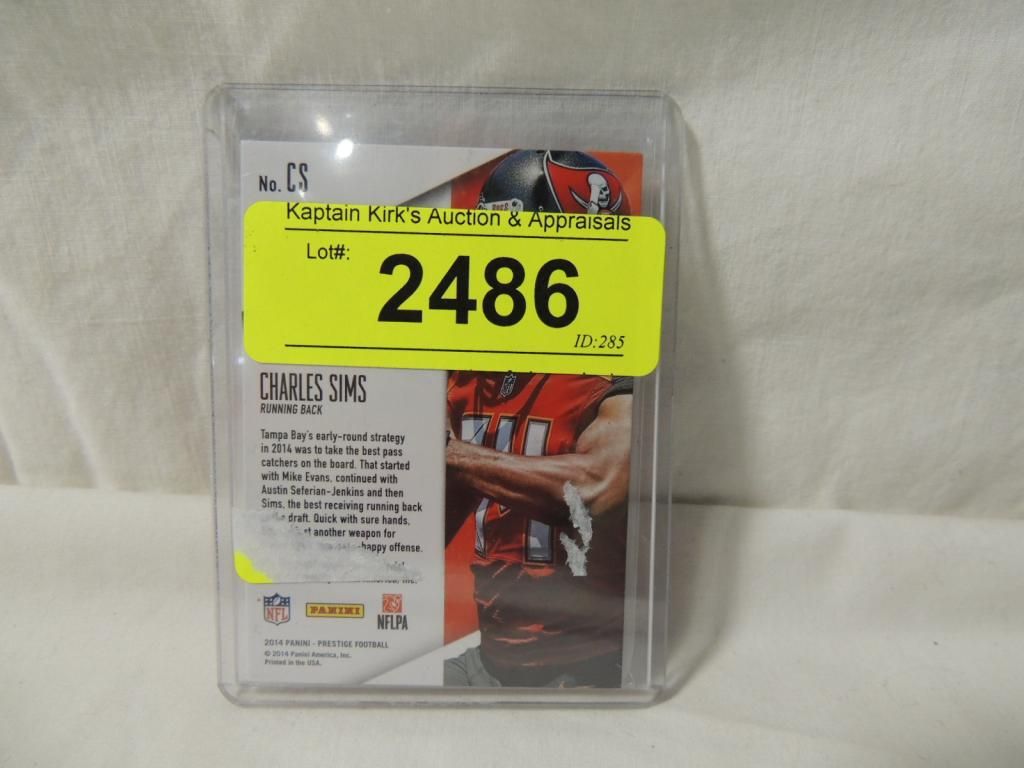 No. CS
Kaptain Kirk's Auction & Appraisals
Lot#:
2486
ID:285
CHARLES SIMS
RUNNING BACK
Tampa Bay's early-round strategy
in 2014 was to take the best pass
catchers on the board. That started
with Mike Evans, continued with
Austin Seferian-Jenkins and then
Sims, the best receiving running back
draft. Quick with sure hands,
another weapon for
happy offense.
Inc.
NFL
PANINI
NFLPA
2014 PANINI - PRESTIGE FOOTBALL
© 2014 Panini America, Inc.
Printed in the USA.